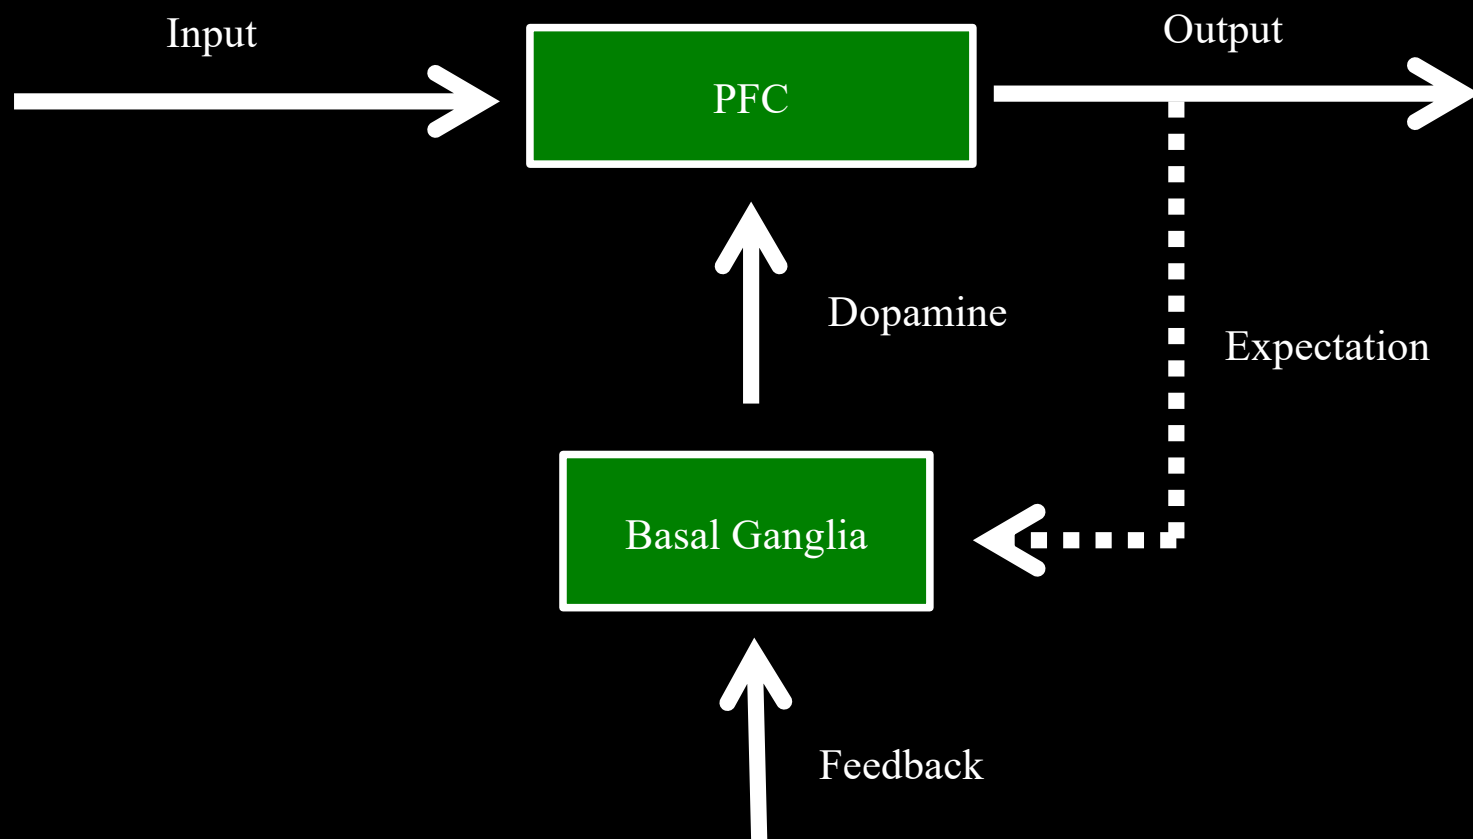 Input
PFC
Output
Dopamine
Expectation
Basal Ganglia
Feedback